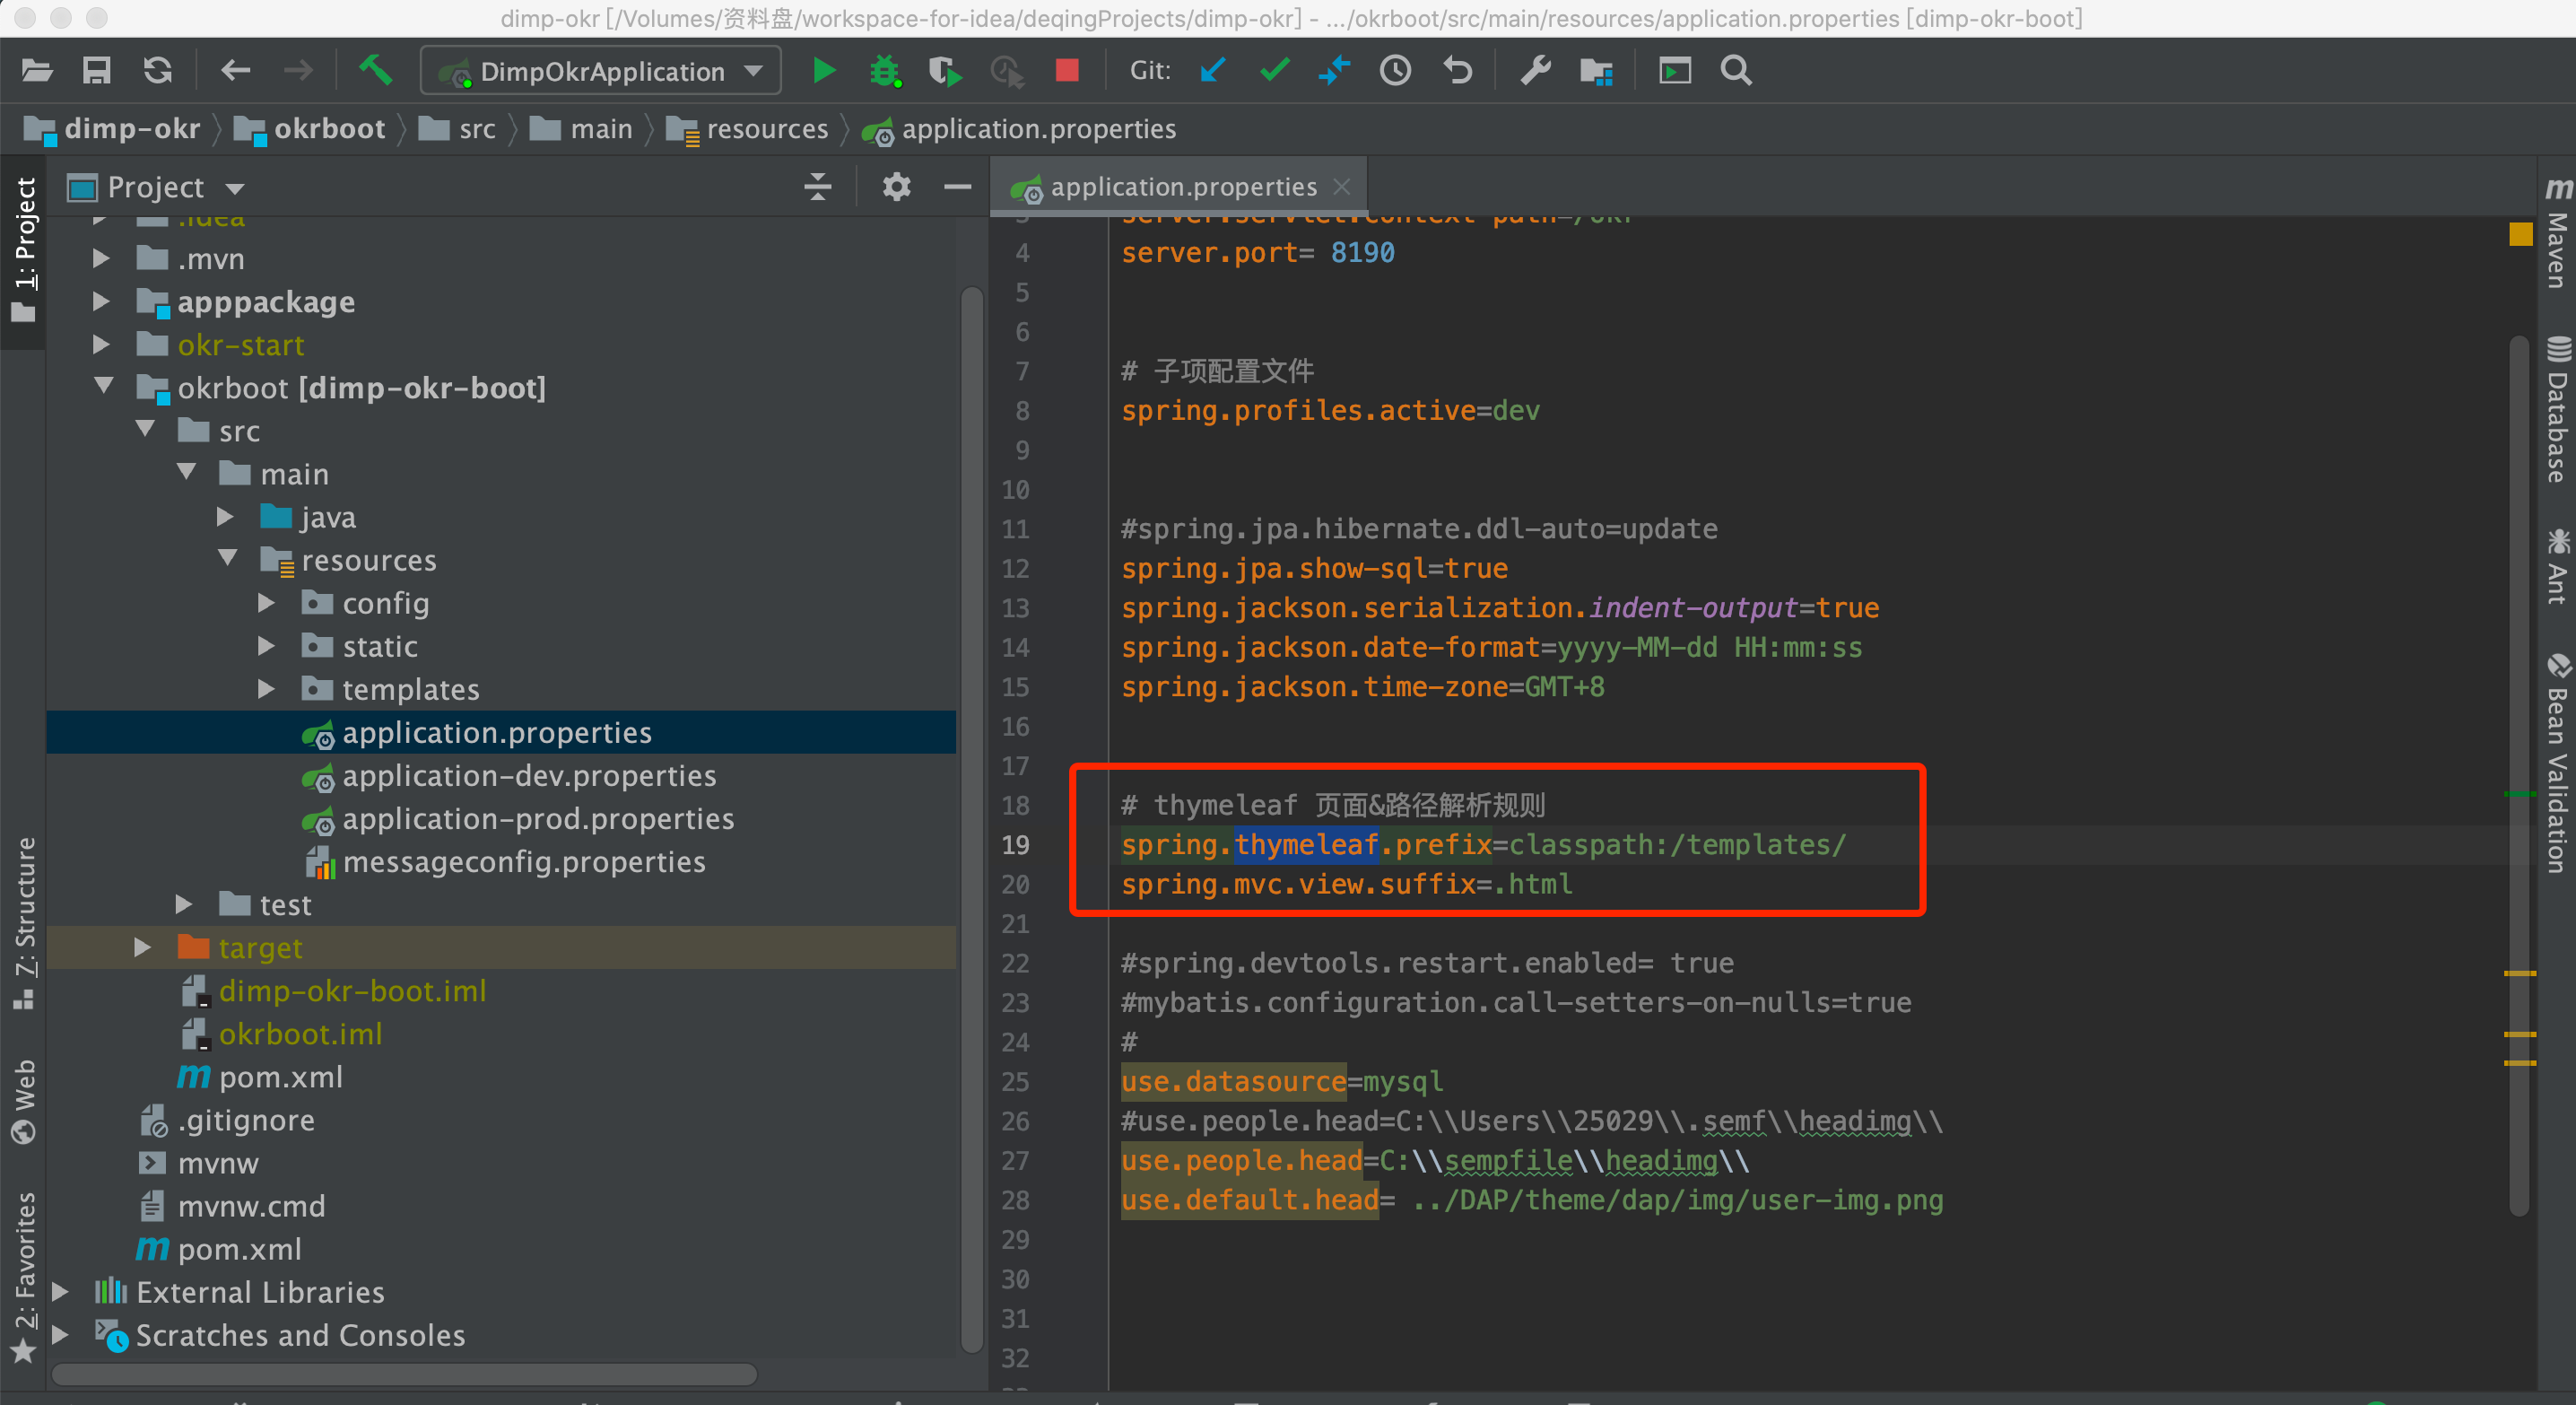 dimp-okr [/Volumes/资料盘/workspace-for-idea/deqingProjects/dimp-okr] - .../okrboot/src/main/resources/application.properties [dimp-okr-boot]
DimpOkrApplication
Git:
dimp-okr
okrboot
src
main
resources
application.properties
1: Project
7: Structure
Web
2: Favorites
Project
.idea
.mvn
apppackage
okr-start
okrboot [dimp-okr-boot]
src
main
java
resources
config
static
templates
application.properties
application-dev.properties
application-prod.properties
messageconfig.properties
test
target
dimp-okr-boot.iml
okrboot.iml
pom.xml
.gitignore
mvnw
mvnw.cmd
pom.xml
External Libraries
Scratches and Consoles
application.properties
3 server.servlet.context-path=/okr
4 server.port= 8190
5
6
7 # 子项配置文件
8 spring.profiles.active=dev
9
10
11 #spring.jpa.hibernate.ddl-auto=update
12 spring.jpa.show-sql=true
13 spring.jackson.serialization.indent-output=true
14 spring.jackson.date-format=yyyy-MM-dd HH:mm:ss
15 spring.jackson.time-zone=GMT+8
16
17
18 # thymeleaf 页面&路径解析规则
19 spring.thymeleaf.prefix=classpath:/templates/
20 spring.mvc.view.suffix=.html
21
22 #spring.devtools.restart.enabled= true
23 #mybatis.configuration.call-setters-on-nulls=true
24 #
25 use.datasource=mysql
26 #use.people.head=C:\\Users\\25029\\.semf\\headimg\\
27 use.people.head=C:\\sempfile\\headimg\\
28 use.default.head= ../DAP/theme/dap/img/user-img.png
29
30
31
32
Maven
Database
Ant
Bean Validation